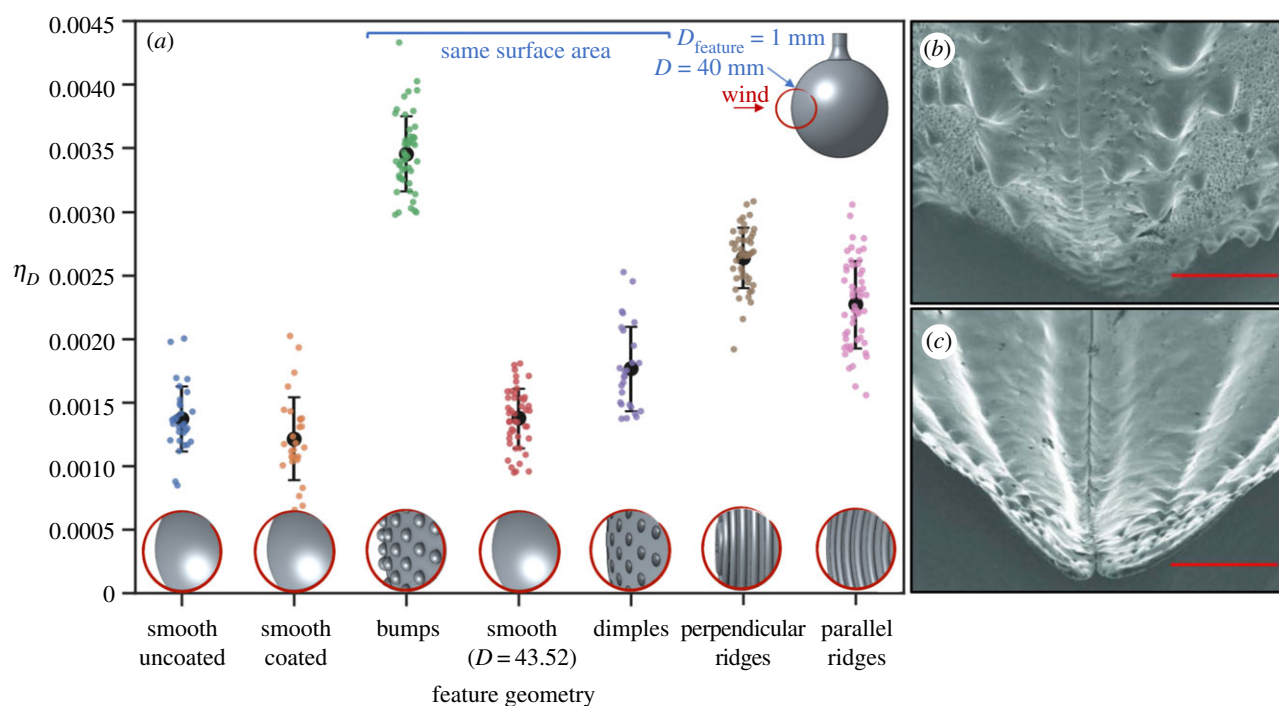 0.0045
0.0040
0.0035
0.0030
0.0025
0.0020
0.0015
0.0010
0.0005
0
η_D
(a)
same surface area
D_feature = 1 mm
D = 40 mm
wind
smooth
uncoated
smooth
coated
bumps
smooth
(D = 43.52)
dimples
perpendicular
ridges
parallel
ridges
feature geometry
(b)
(c)